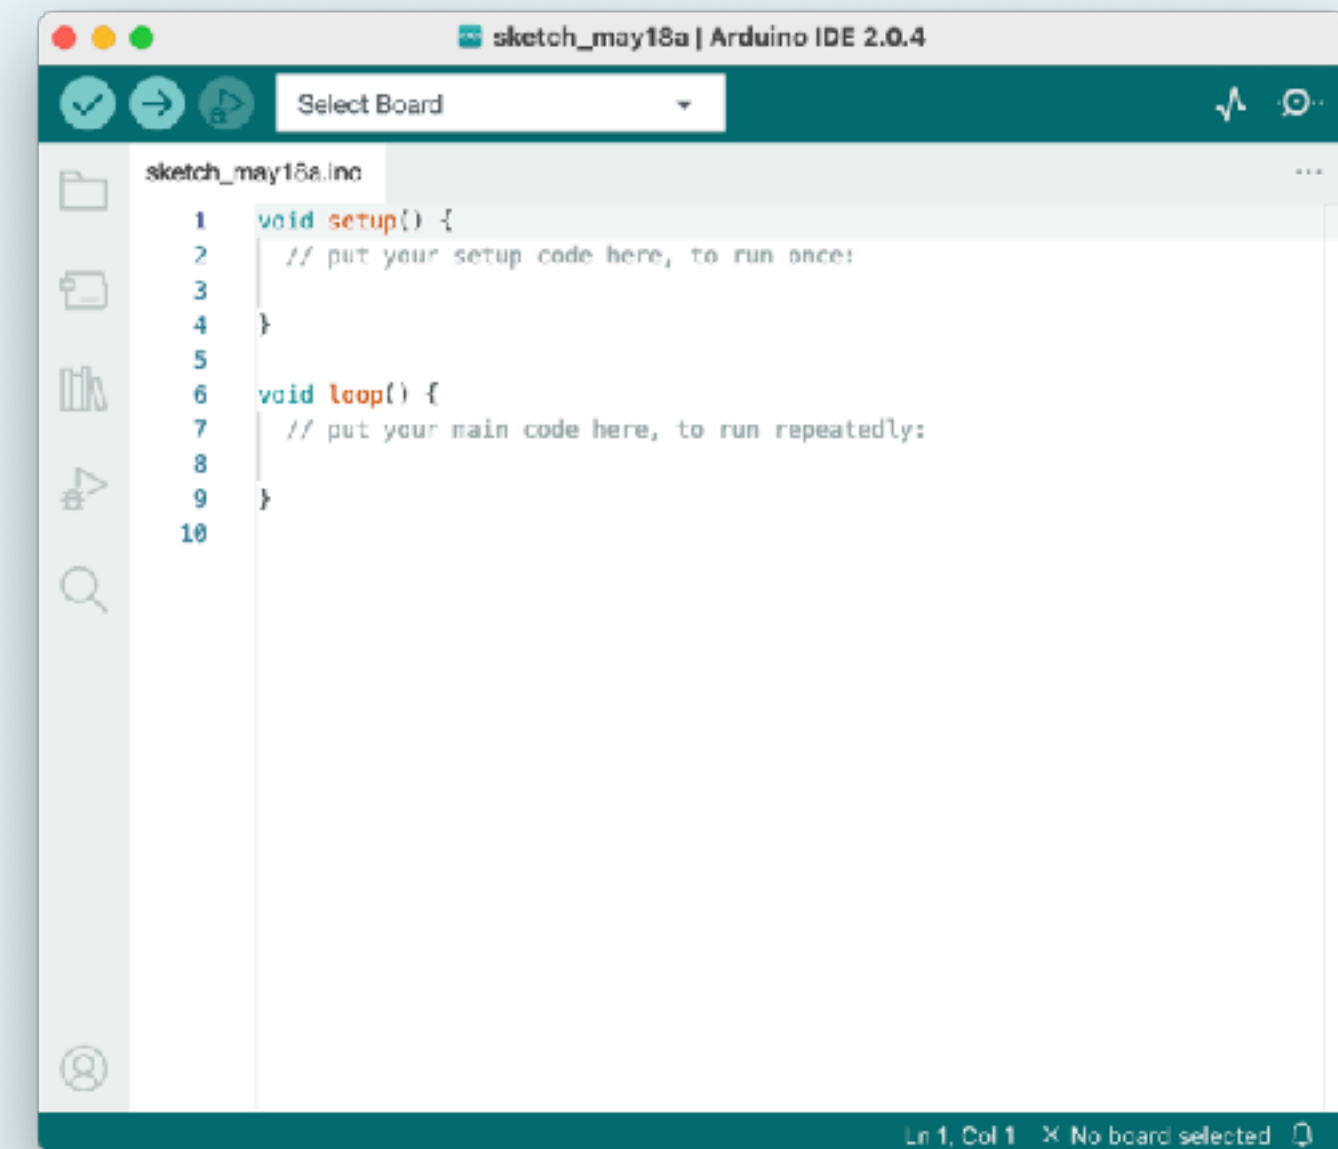 sketch_may18a | Arduino IDE 2.0.4
Select Board
sketch_may18a.ino
1 void setup() {
2 // put your setup code here, to run once:
3
4 }
5
6 void loop() {
7 // put your main code here, to run repeatedly:
8
9 }
10
Ln 1, Col 1 X No board selected